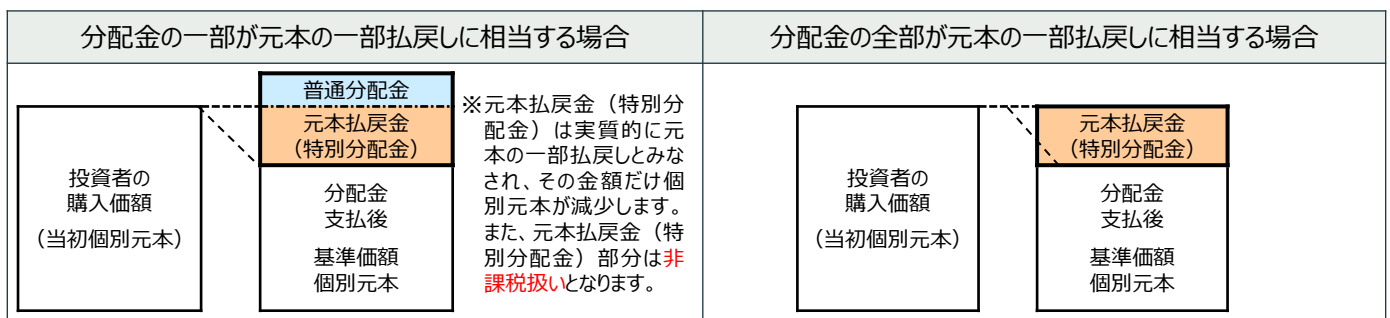 分配金の一部が元本の一部払戻しに相当する場合
普通分配金
元本払戻金
(特別分配金)
投資者の
購入価額
(当初個別元本)
分配金
支払後
基準価額
個別元本
※元本払戻金(特別分
配金)は実質的に元
本の一部払戻しとみな
され、その金額だけ個
別元本が減少します。
また、元本払戻金(特
別分配金)部分は非
課税扱いとなります。
分配金の全部が元本の一部払戻しに相当する場合
元本払戻金
(特別分配金)
投資者の
購入価額
(当初個別元本)
分配金
支払後
基準価額
個別元本